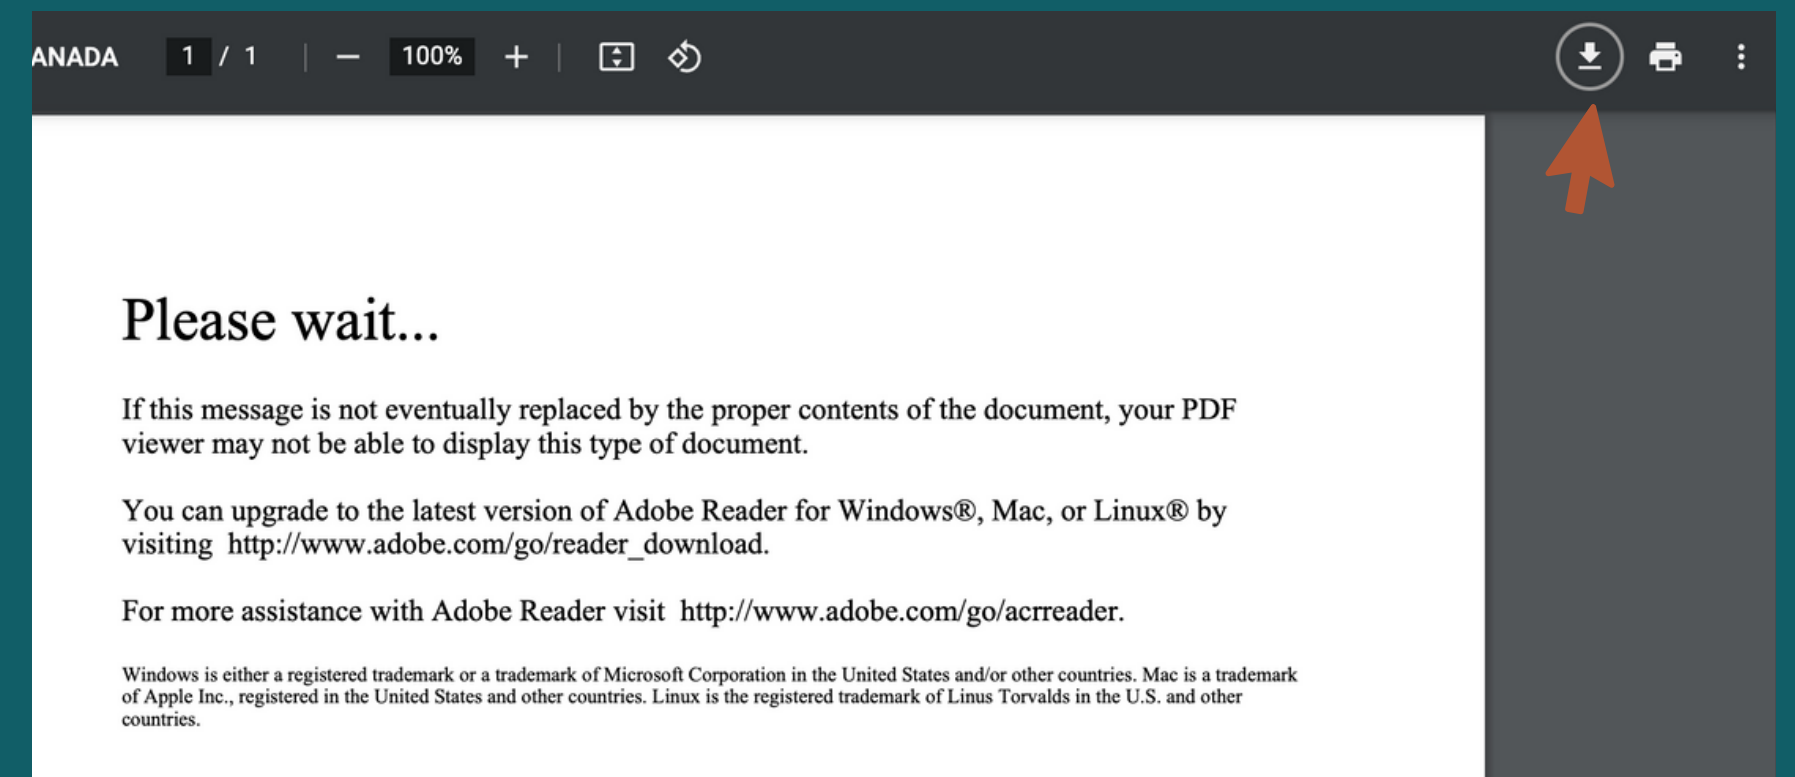 ANADA 1 / 1 100%
Please wait...
If this message is not eventually replaced by the proper contents of the document, your PDF
viewer may not be able to display this type of document.
You can upgrade to the latest version of Adobe Reader for Windows®, Mac, or Linux® by
visiting http://www.adobe.com/go/reader_download.
For more assistance with Adobe Reader visit http://www.adobe.com/go/acrreader.
Windows is either a registered trademark or a trademark of Microsoft Corporation in the United States and/or other countries. Mac is a trademark
of Apple Inc., registered in the United States and other countries. Linux is the registered trademark of Linus Torvalds in the U.S. and other
countries.